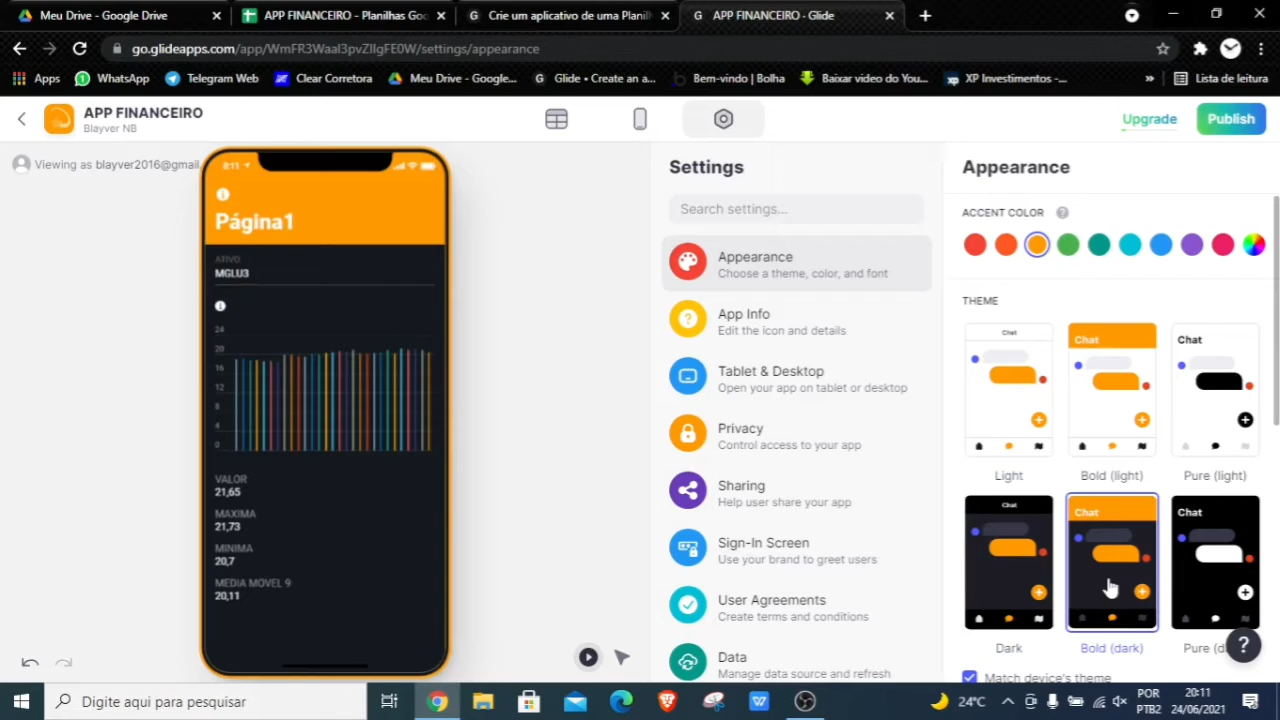 Meu Drive - Google Drive
APP FINANCEIRO - Planilhas Goo
Crie um aplicativo de uma Planilh
APP FINANCEIRO - Glide
go.glideapps.com/app/WmFR3Waal3pvZIlgFE0W/settings/appearance
Apps
WhatsApp
Telegram Web
Clear Corretora
Meu Drive - Google...
Glide • Create an a...
Bem-vindo | Bolha
Baixar video do You...
XP Investimentos -...
»
Lista de leitura
APP FINANCEIRO
Blayver NB
Upgrade
Publish
Viewing as blayver2016@gmail
8:11
Página1
ATIVO
MGLU3
24
20
16
12
8
4
0
VALOR
21,65
MAXIMA
21,73
MINIMA
20,7
MEDIA MOVEL 9
20,11
Settings
Search settings...
Appearance
Choose a theme, color, and font
App Info
Edit the icon and details
Tablet & Desktop
Open your app on tablet or desktop
Privacy
Control access to your app
Sharing
Help user share your app
Sign-In Screen
Use your brand to greet users
User Agreements
Create terms and conditions
Data
Manage data source and refresh
Appearance
ACCENT COLOR
THEME
Chat
Chat
Chat
Light
Bold (light)
Pure (light)
Chat
Chat
Chat
Dark
Bold (dark)
Pure (d
Match device's theme
Digite aqui para pesquisar
24°C
POR
PTB2
20:11
24/06/2021